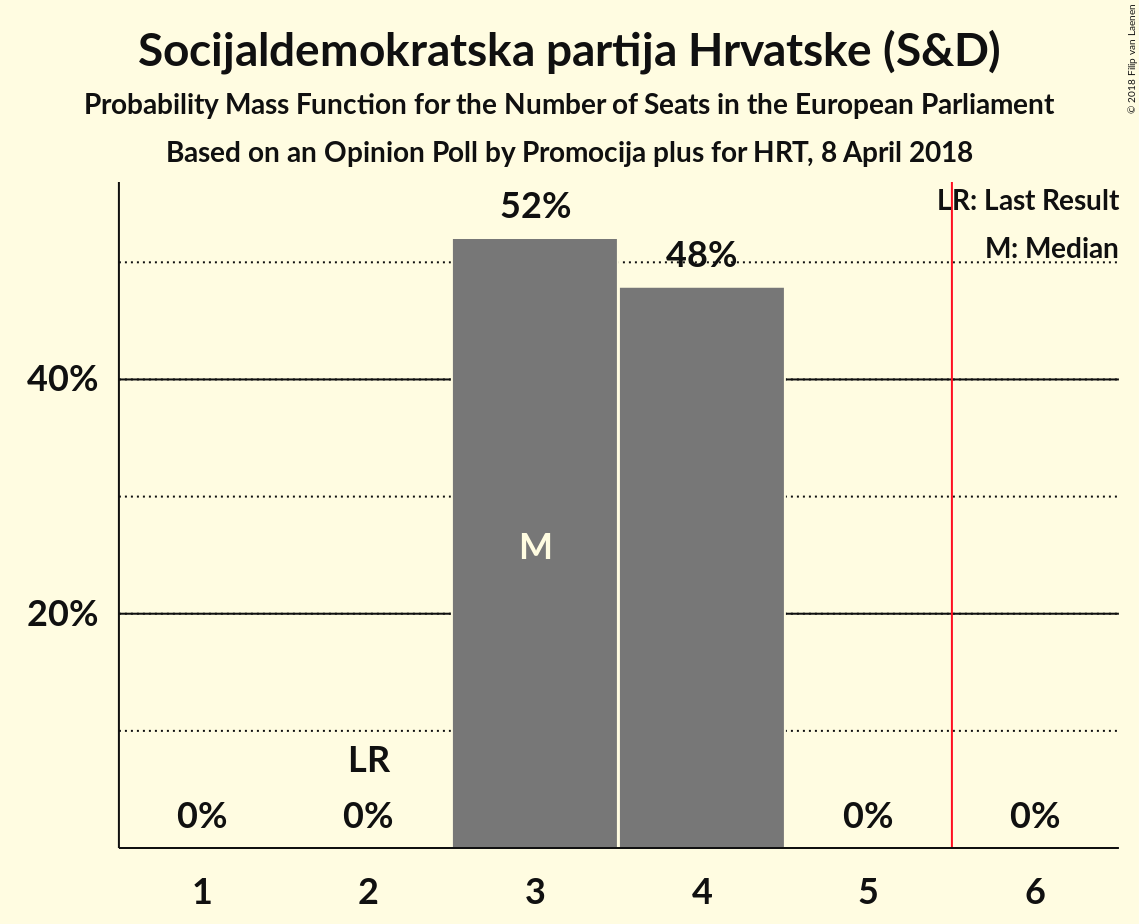 Socijaldemokratska partija Hrvatske (S&D)
Probability Mass Function for the Number of Seats in the European Parliament
Based on an Opinion Poll by Promocija plus for HRT, 8 April 2018
© 2018 Filip van Laenen
LR: Last Result
M: Median
52%
48%
40%
20%
M
LR
0%
0%
0%
0%
1
2
3
4
5
6